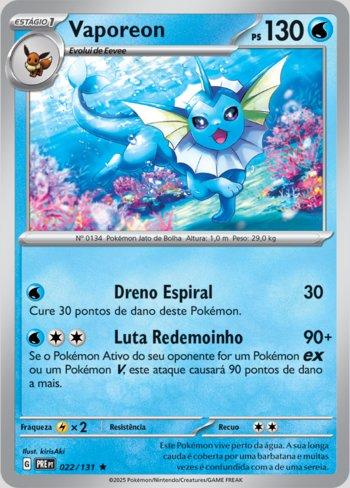 ESTÁGIO 1
Vaporeon
PS 130
Evolui de Eevee
Nº 0134 Pokémon Jato de Bolha Altura: 1,0 m Peso: 29,0 kg
Dreno Espiral 30
Cure 30 pontos de dano deste Pokémon.
Luta Redemoinho 90+
Se o Pokémon Ativo do seu oponente for um Pokémon ex
ou um Pokémon V, este ataque causará 90 pontos de dano
a mais.
Fraqueza x2 Resistência Recuo
Ilust. kirisAki
G PRE PT 022/131
Este Pokémon vive perto da água. A sua longa
cauda é coberta por uma barbatana e muitas
vezes é confundida com a de uma sereia.
©2025 Pokémon/Nintendo/Creatures/GAME FREAK